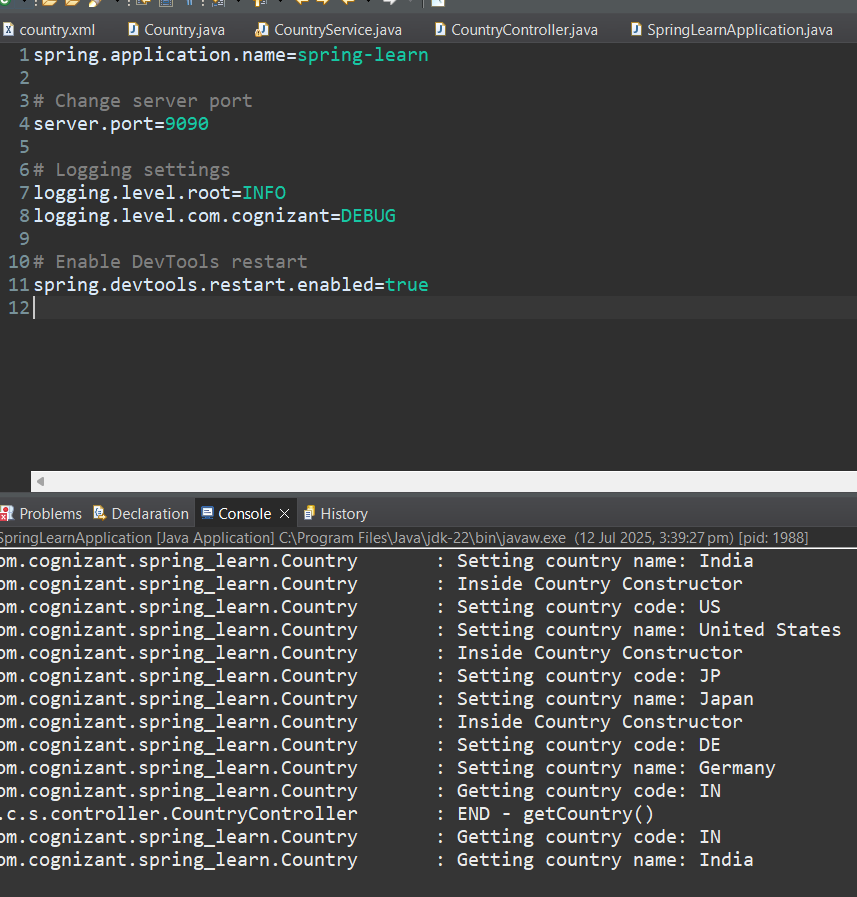 country.xml Country.java CountryService.java CountryController.java SpringLearnApplication.java
1 spring.application.name=spring-learn
2
3 # Change server port
4 server.port=9090
5
6 # Logging settings
7 logging.level.root=INFO
8 logging.level.com.cognizant=DEBUG
9
10 # Enable DevTools restart
11 spring.devtools.restart.enabled=true
12
Problems Declaration Console History
SpringLearnApplication [Java Application] C:\Program Files\Java\jdk-22\bin\javaw.exe (12 Jul 2025, 3:39:27 pm) [pid: 1988]
om.cognizant.spring_learn.Country : Setting country name: India
om.cognizant.spring_learn.Country : Inside Country Constructor
om.cognizant.spring_learn.Country : Setting country code: US
om.cognizant.spring_learn.Country : Setting country name: United States
om.cognizant.spring_learn.Country : Inside Country Constructor
om.cognizant.spring_learn.Country : Setting country code: JP
om.cognizant.spring_learn.Country : Setting country name: Japan
om.cognizant.spring_learn.Country : Inside Country Constructor
om.cognizant.spring_learn.Country : Setting country code: DE
om.cognizant.spring_learn.Country : Setting country name: Germany
om.cognizant.spring_learn.Country : Getting country code: IN
.c.s.controller.CountryController : END - getCountry()
om.cognizant.spring_learn.Country : Getting country code: IN
om.cognizant.spring_learn.Country : Getting country name: India